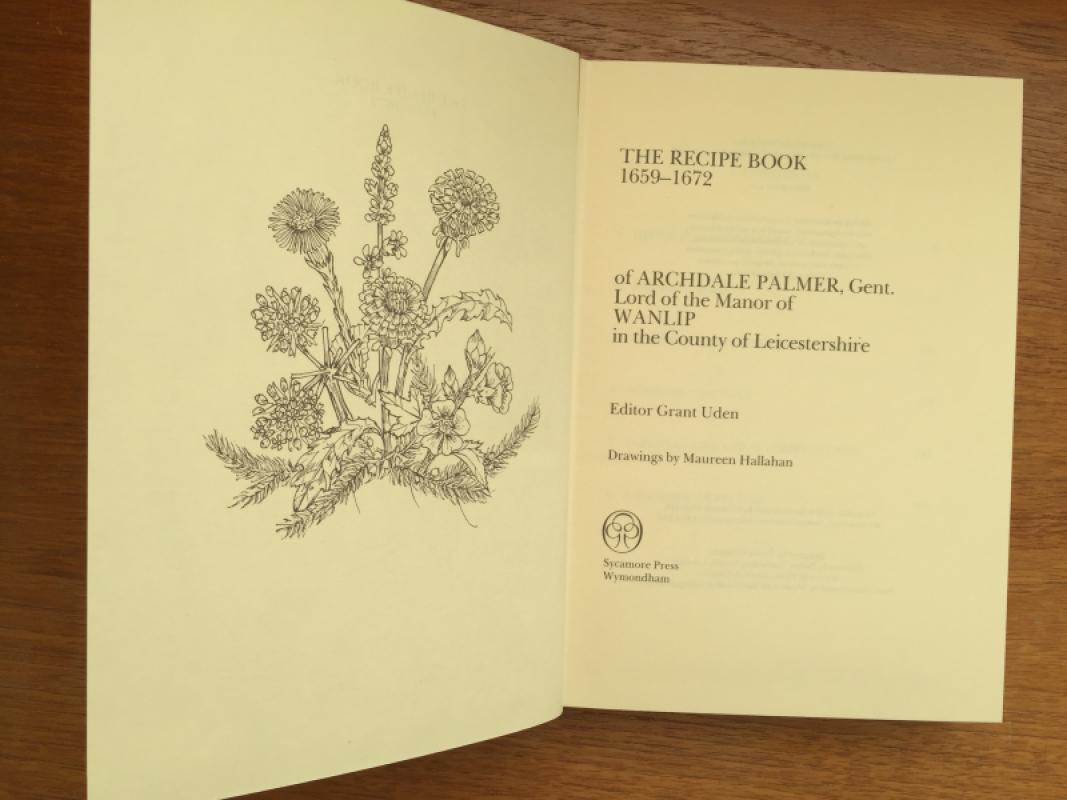 THE RECIPE BOOK
1659–1672
of ARCHDALE PALMER, Gent.
Lord of the Manor of
WANLIP
in the County of Leicestershire
Editor Grant Uden
Drawings by Maureen Hallahan
Sycamore Press
Wymondham